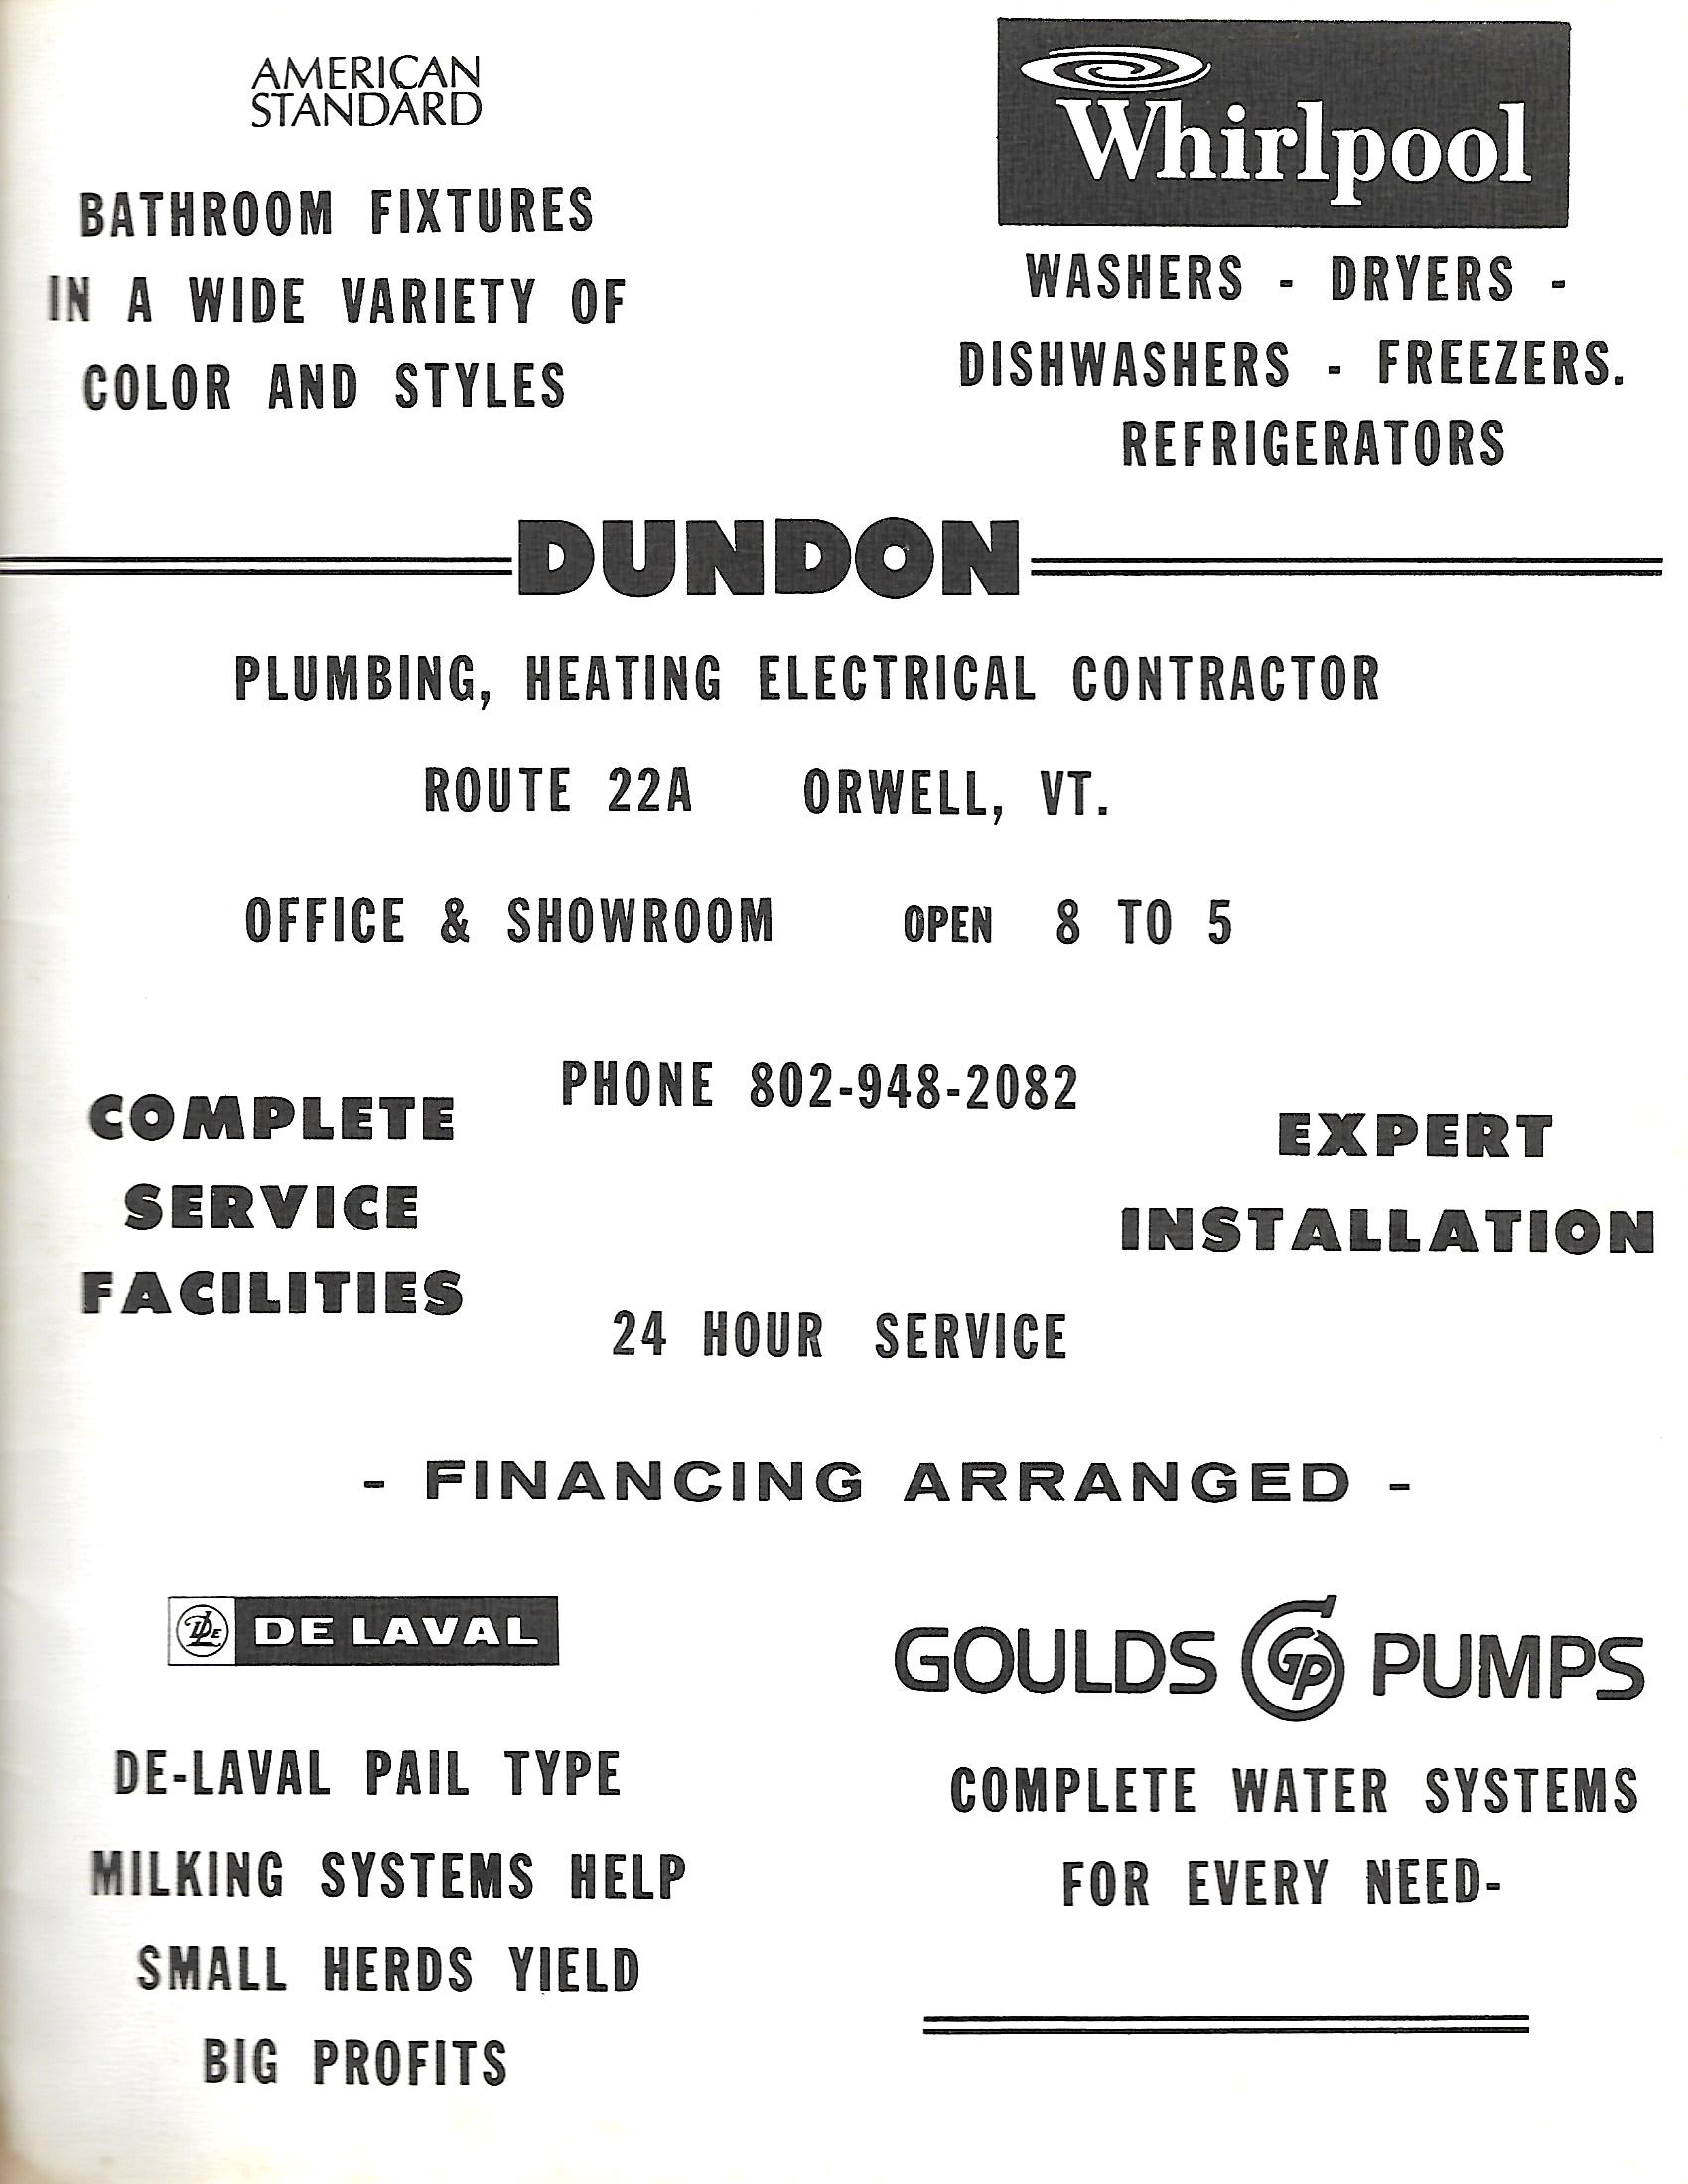 AMERICAN
STANDARD
BATHROOM FIXTURES
IN A WIDE VARIETY OF
COLOR AND STYLES
Whirlpool
WASHERS - DRYERS -
DISHWASHERS - FREEZERS.
REFRIGERATORS
DUNDON
PLUMBING, HEATING ELECTRICAL CONTRACTOR
ROUTE 22A ORWELL, VT.
OFFICE & SHOWROOM OPEN 8 TO 5
PHONE 802-948-2082
COMPLETE
SERVICE
FACILITIES
EXPERT
INSTALLATION
24 HOUR SERVICE
- FINANCING ARRANGED -
DE LAVAL
DE-LAVAL PAIL TYPE
MILKING SYSTEMS HELP
SMALL HERDS YIELD
BIG PROFITS
GOULDS GP PUMPS
COMPLETE WATER SYSTEMS
FOR EVERY NEED-